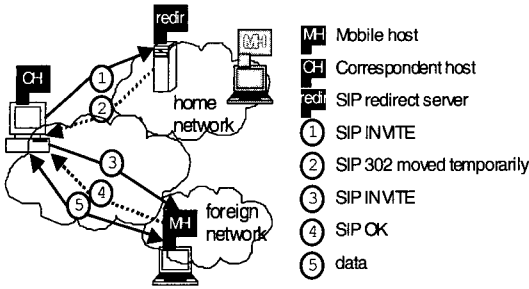 redir
MH
CH
1
2
home
network
3
4
5
MH
foreign
network
MH Mobile host
CH Correspondent host
redir SIP redirect server
1 SIP INVITE
2 SIP 302 moved temporarily
3 SIP INVITE
4 SIP OK
5 data